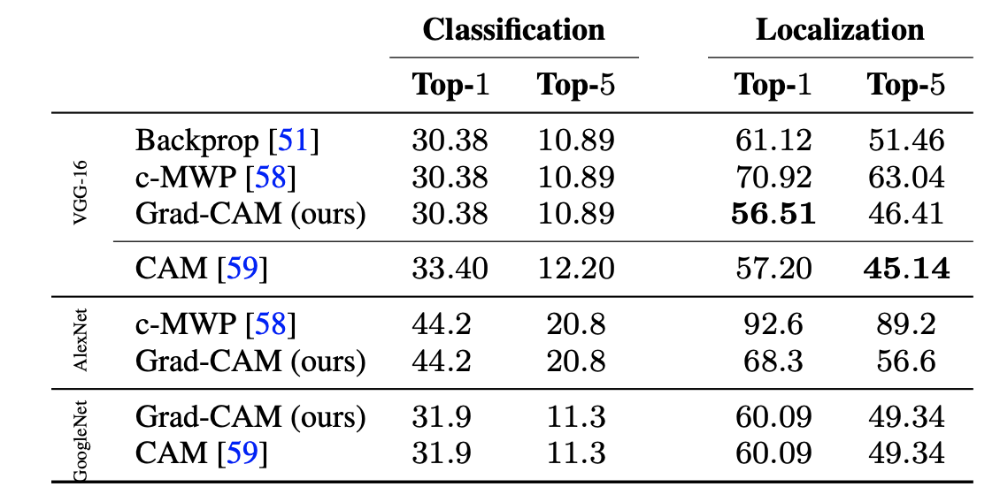 Classification Localization
Top-1 Top-5 Top-1 Top-5
VGG-16
Backprop [51] 30.38 10.89 61.12 51.46
c-MWP [58] 30.38 10.89 70.92 63.04
Grad-CAM (ours) 30.38 10.89 56.51 46.41
CAM [59] 33.40 12.20 57.20 45.14
AlexNet
c-MWP [58] 44.2 20.8 92.6 89.2
Grad-CAM (ours) 44.2 20.8 68.3 56.6
GoogleNet
Grad-CAM (ours) 31.9 11.3 60.09 49.34
CAM [59] 31.9 11.3 60.09 49.34